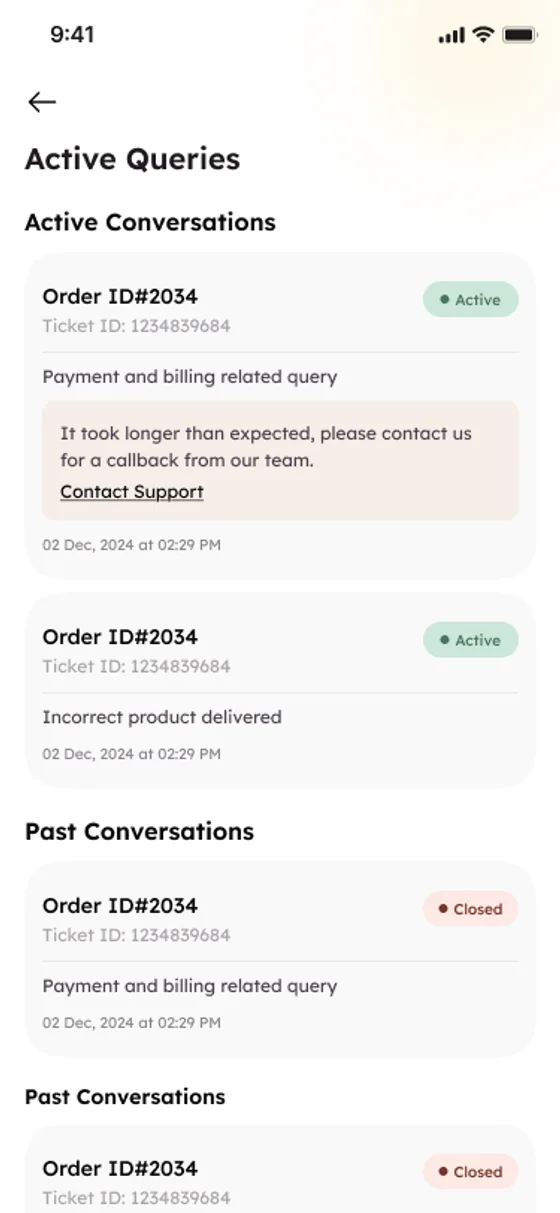 9:41
Active Queries
Active Conversations
Order ID#2034
Active
Ticket ID: 1234839684
Payment and billing related query
It took longer than expected, please contact us
for a callback from our team.
Contact Support
02 Dec, 2024 at 02:29 PM
Order ID#2034
Active
Ticket ID: 1234839684
Incorrect product delivered
02 Dec, 2024 at 02:29 PM
Past Conversations
Order ID#2034
Closed
Ticket ID: 1234839684
Payment and billing related query
02 Dec, 2024 at 02:29 PM
Past Conversations
Order ID#2034
Closed
Ticket ID: 1234839684